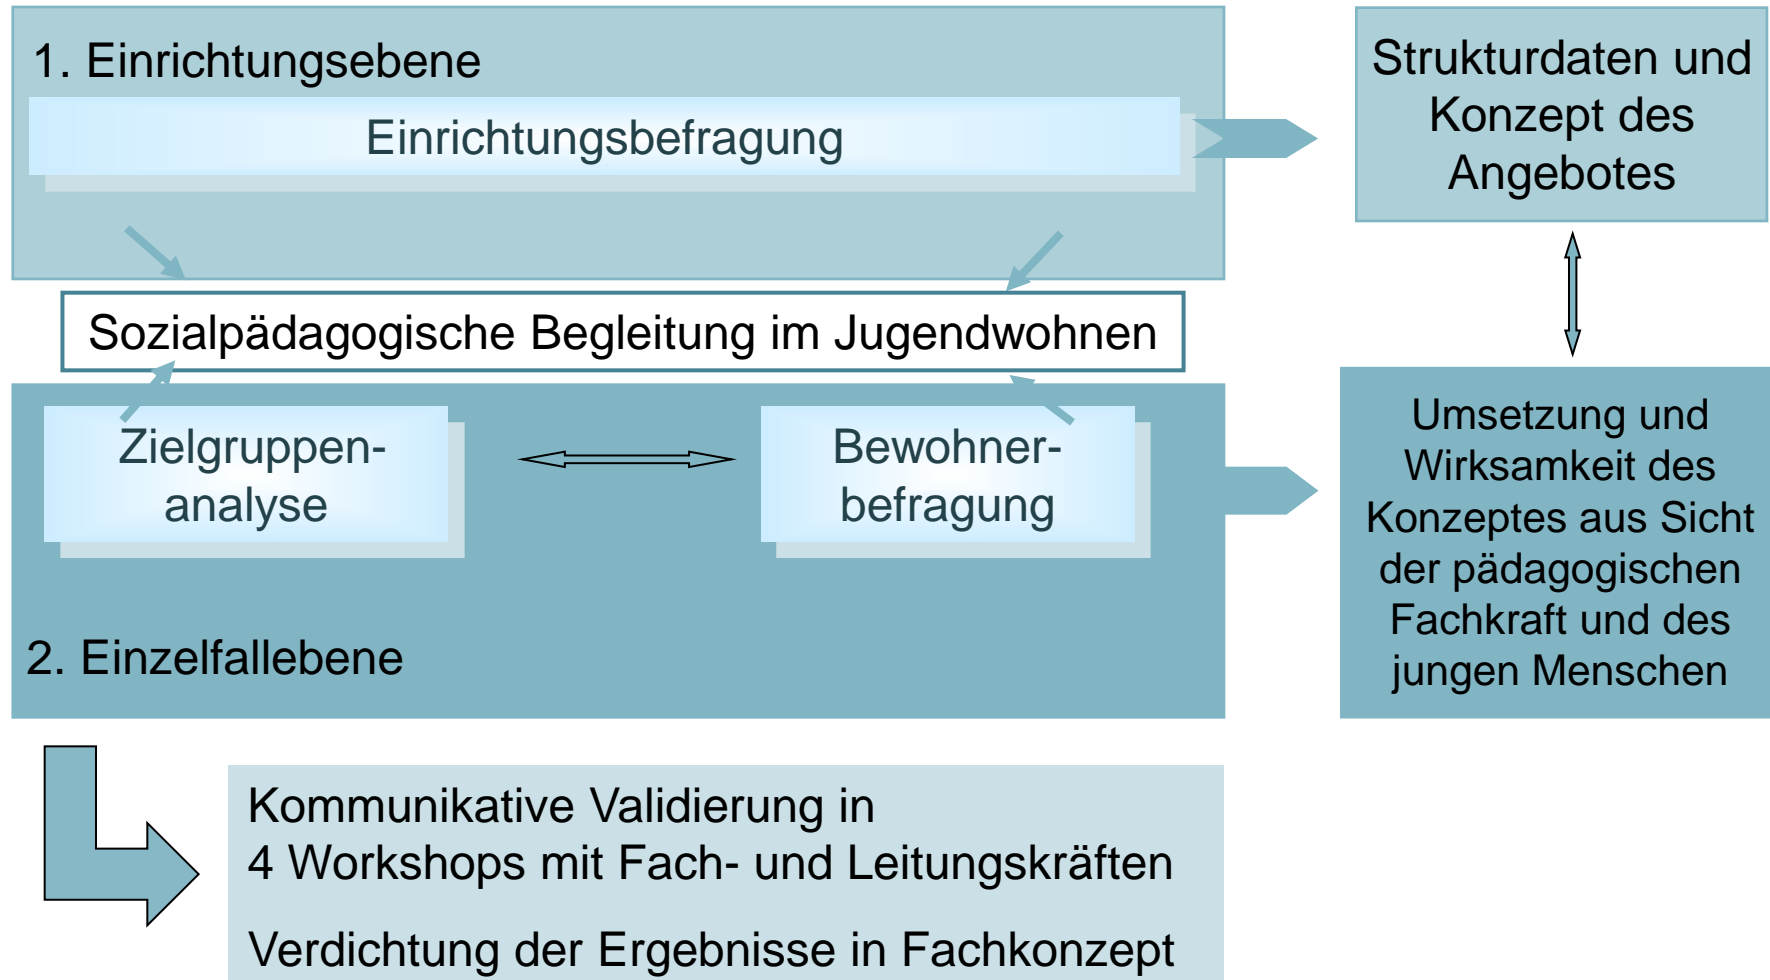 1. Einrichtungsebene
Einrichtungsbefragung
Strukturdaten und
Konzept des
Angebotes
Sozialpädagogische Begleitung im Jugendwohnen
Zielgruppen-
analyse
Bewohner-
befragung
2. Einzelfallebene
Umsetzung und
Wirksamkeit des
Konzeptes aus Sicht
der pädagogischen
Fachkraft und des
jungen Menschen
Kommunikative Validierung in
4 Workshops mit Fach- und Leitungskräften
Verdichtung der Ergebnisse in Fachkonzept